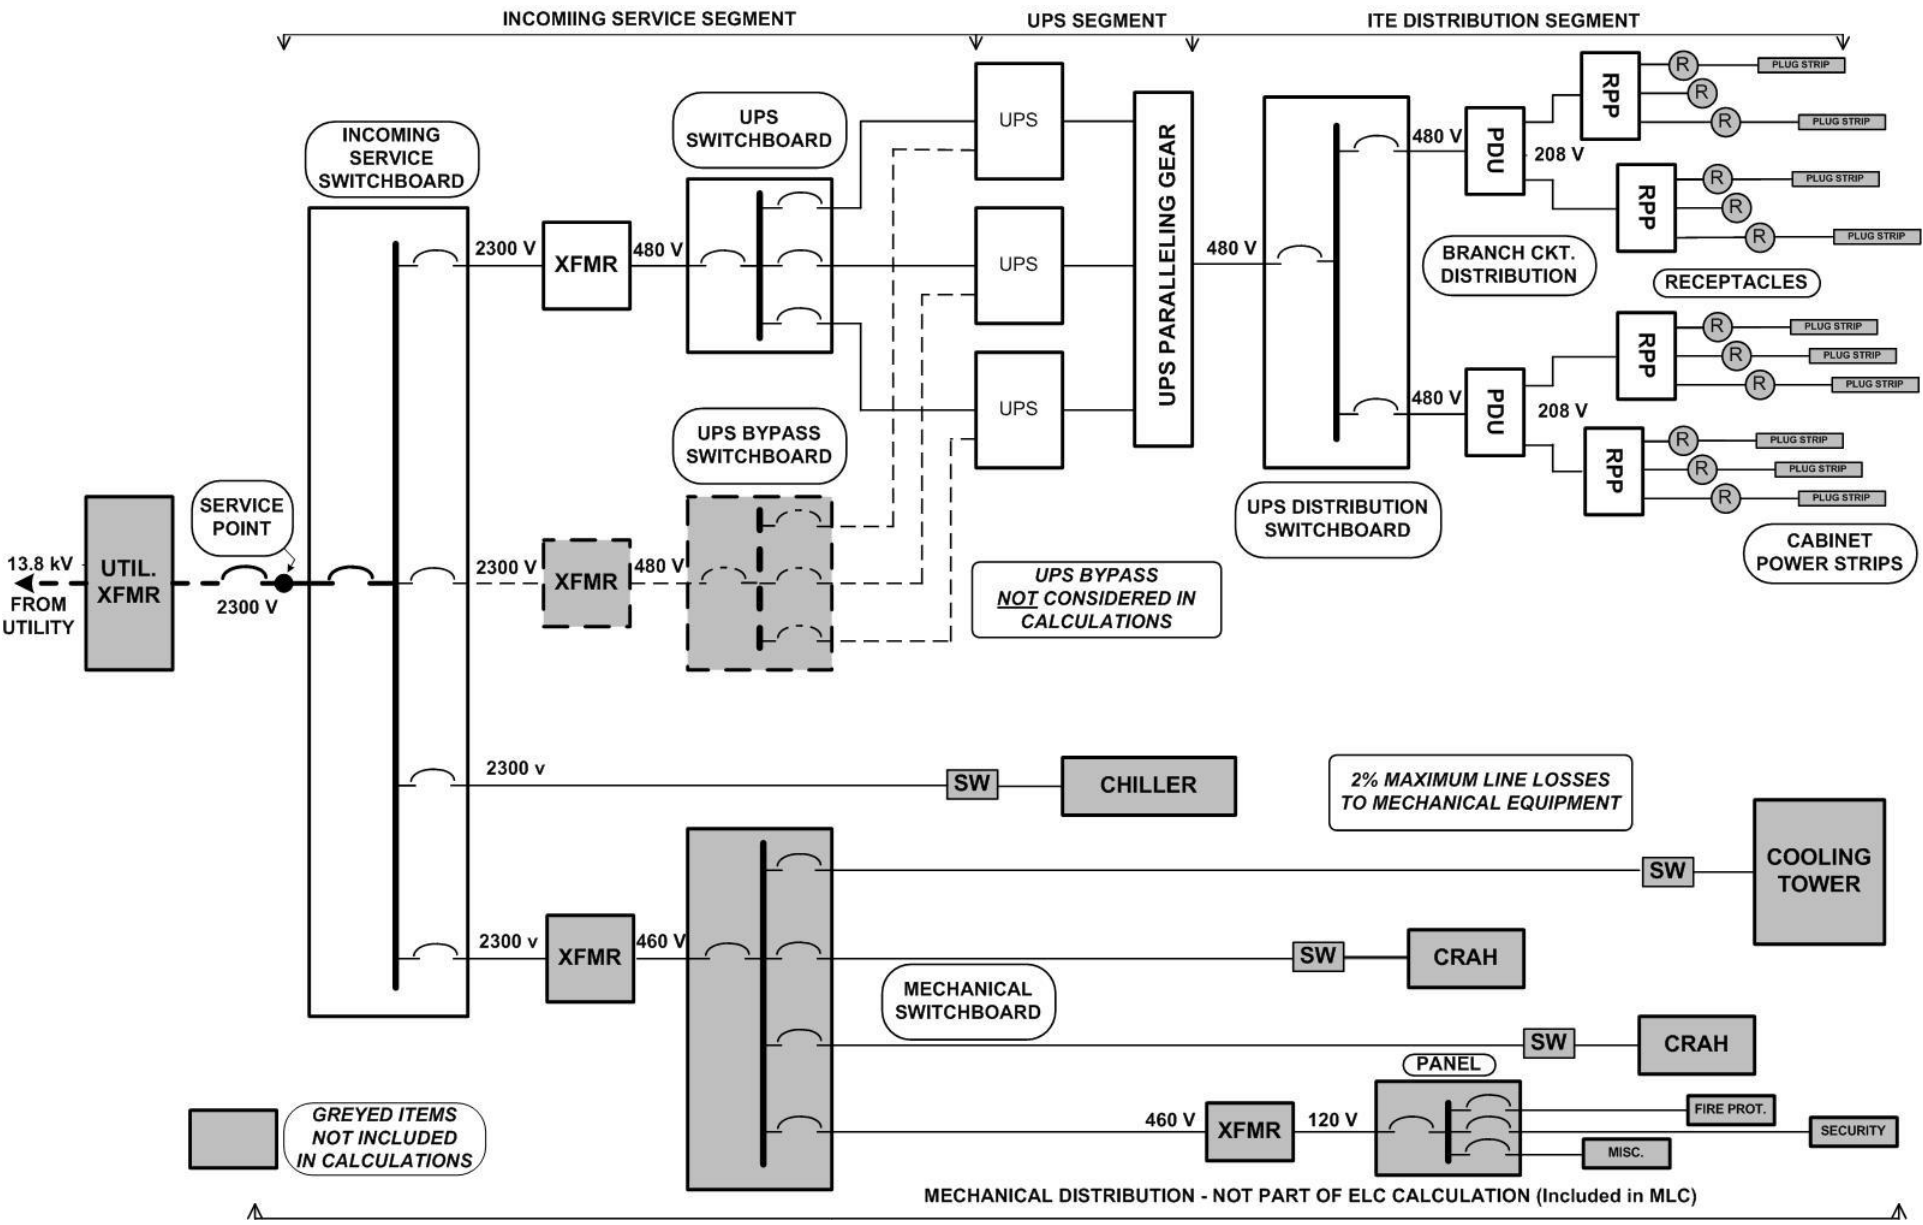 INCOMIING SERVICE SEGMENT
UPS SEGMENT
ITE DISTRIBUTION SEGMENT
INCOMING
SERVICE
SWITCHBOARD
UPS
SWITCHBOARD
2300 V
XFMR
480 V
UPS
UPS
UPS
UPS PARALLELING GEAR
480 V
480 V
PDU
208 V
RPP
R
PLUG STRIP
R
R
PLUG STRIP
RPP
R
PLUG STRIP
R
R
PLUG STRIP
BRANCH CKT.
DISTRIBUTION
RECEPTACLES
480 V
PDU
208 V
RPP
R
PLUG STRIP
R
PLUG STRIP
R
PLUG STRIP
RPP
R
PLUG STRIP
R
PLUG STRIP
R
PLUG STRIP
UPS DISTRIBUTION
SWITCHBOARD
CABINET
POWER STRIPS
UPS BYPASS
SWITCHBOARD
13.8 kV
FROM
UTILITY
UTIL.
XFMR
SERVICE
POINT
2300 V
2300 V
XFMR
480 V
UPS BYPASS
NOT CONSIDERED IN
CALCULATIONS
2300 v
SW
CHILLER
2% MAXIMUM LINE LOSSES
TO MECHANICAL EQUIPMENT
SW
COOLING
TOWER
2300 v
XFMR
460 V
SW
CRAH
MECHANICAL
SWITCHBOARD
SW
CRAH
PANEL
460 V
XFMR
120 V
FIRE PROT.
SECURITY
MISC.
GREYED ITEMS
NOT INCLUDED
IN CALCULATIONS
MECHANICAL DISTRIBUTION - NOT PART OF ELC CALCULATION (Included in MLC)